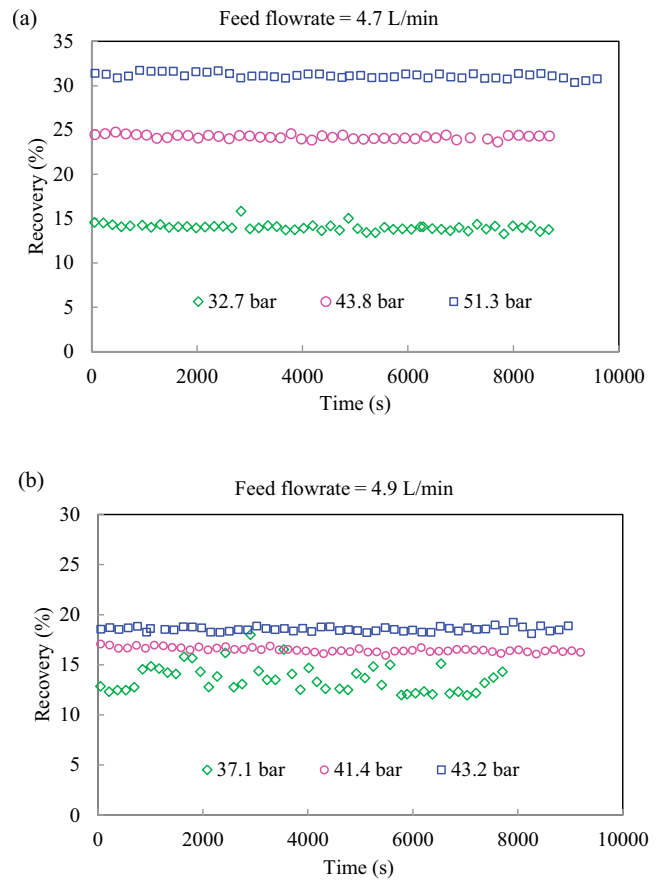 (a)
Feed flowrate = 4.7 L/min
35
30
25
20
15
10
5
0
Recovery (%)
32.7 bar
43.8 bar
51.3 bar
0
2000
4000
6000
8000
10000
Time (s)
(b)
Feed flowrate = 4.9 L/min
30
25
20
15
10
5
0
Recovery (%)
37.1 bar
41.4 bar
43.2 bar
0
2000
4000
6000
8000
10000
Time (s)